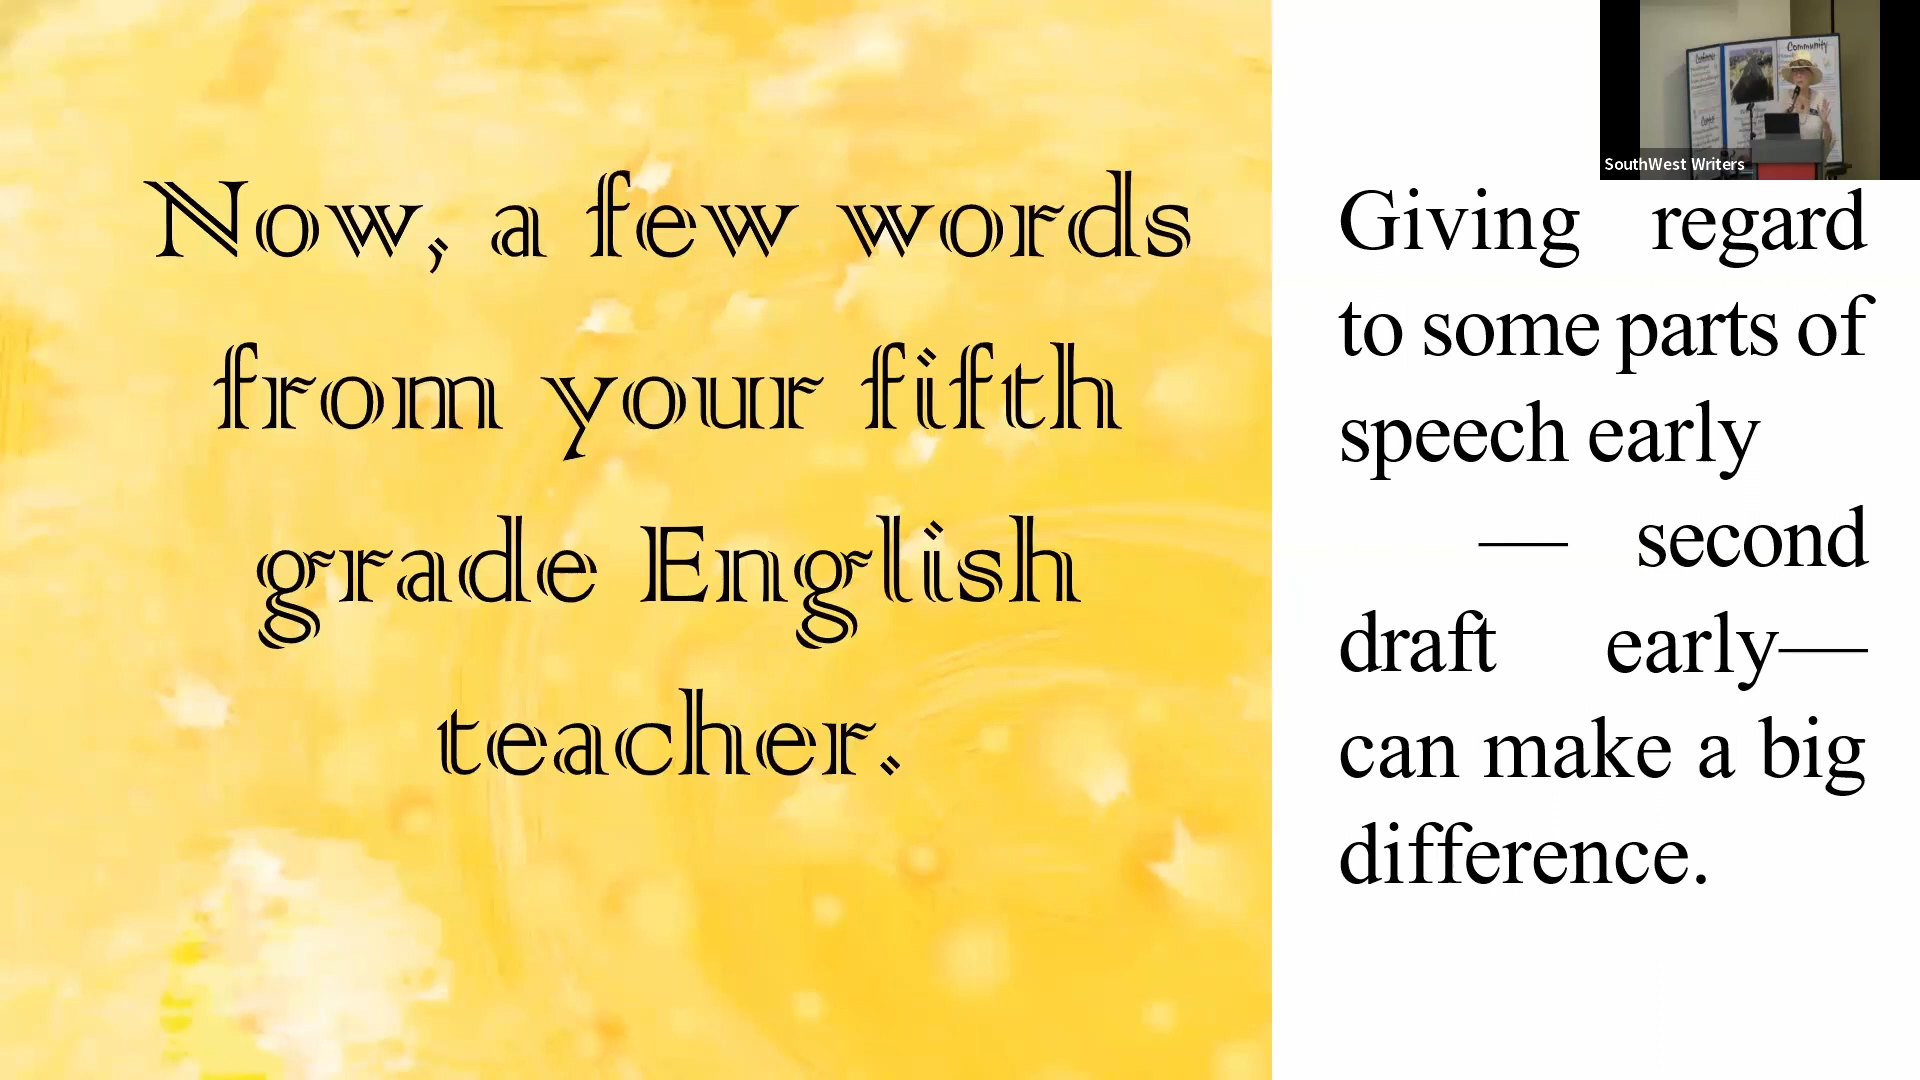 Now, a few words
from your fifth
grade English
teacher.
Giving regard
to some parts of
speech early
— second
draft early—
can make a big
difference.
Community
SouthWest Writers